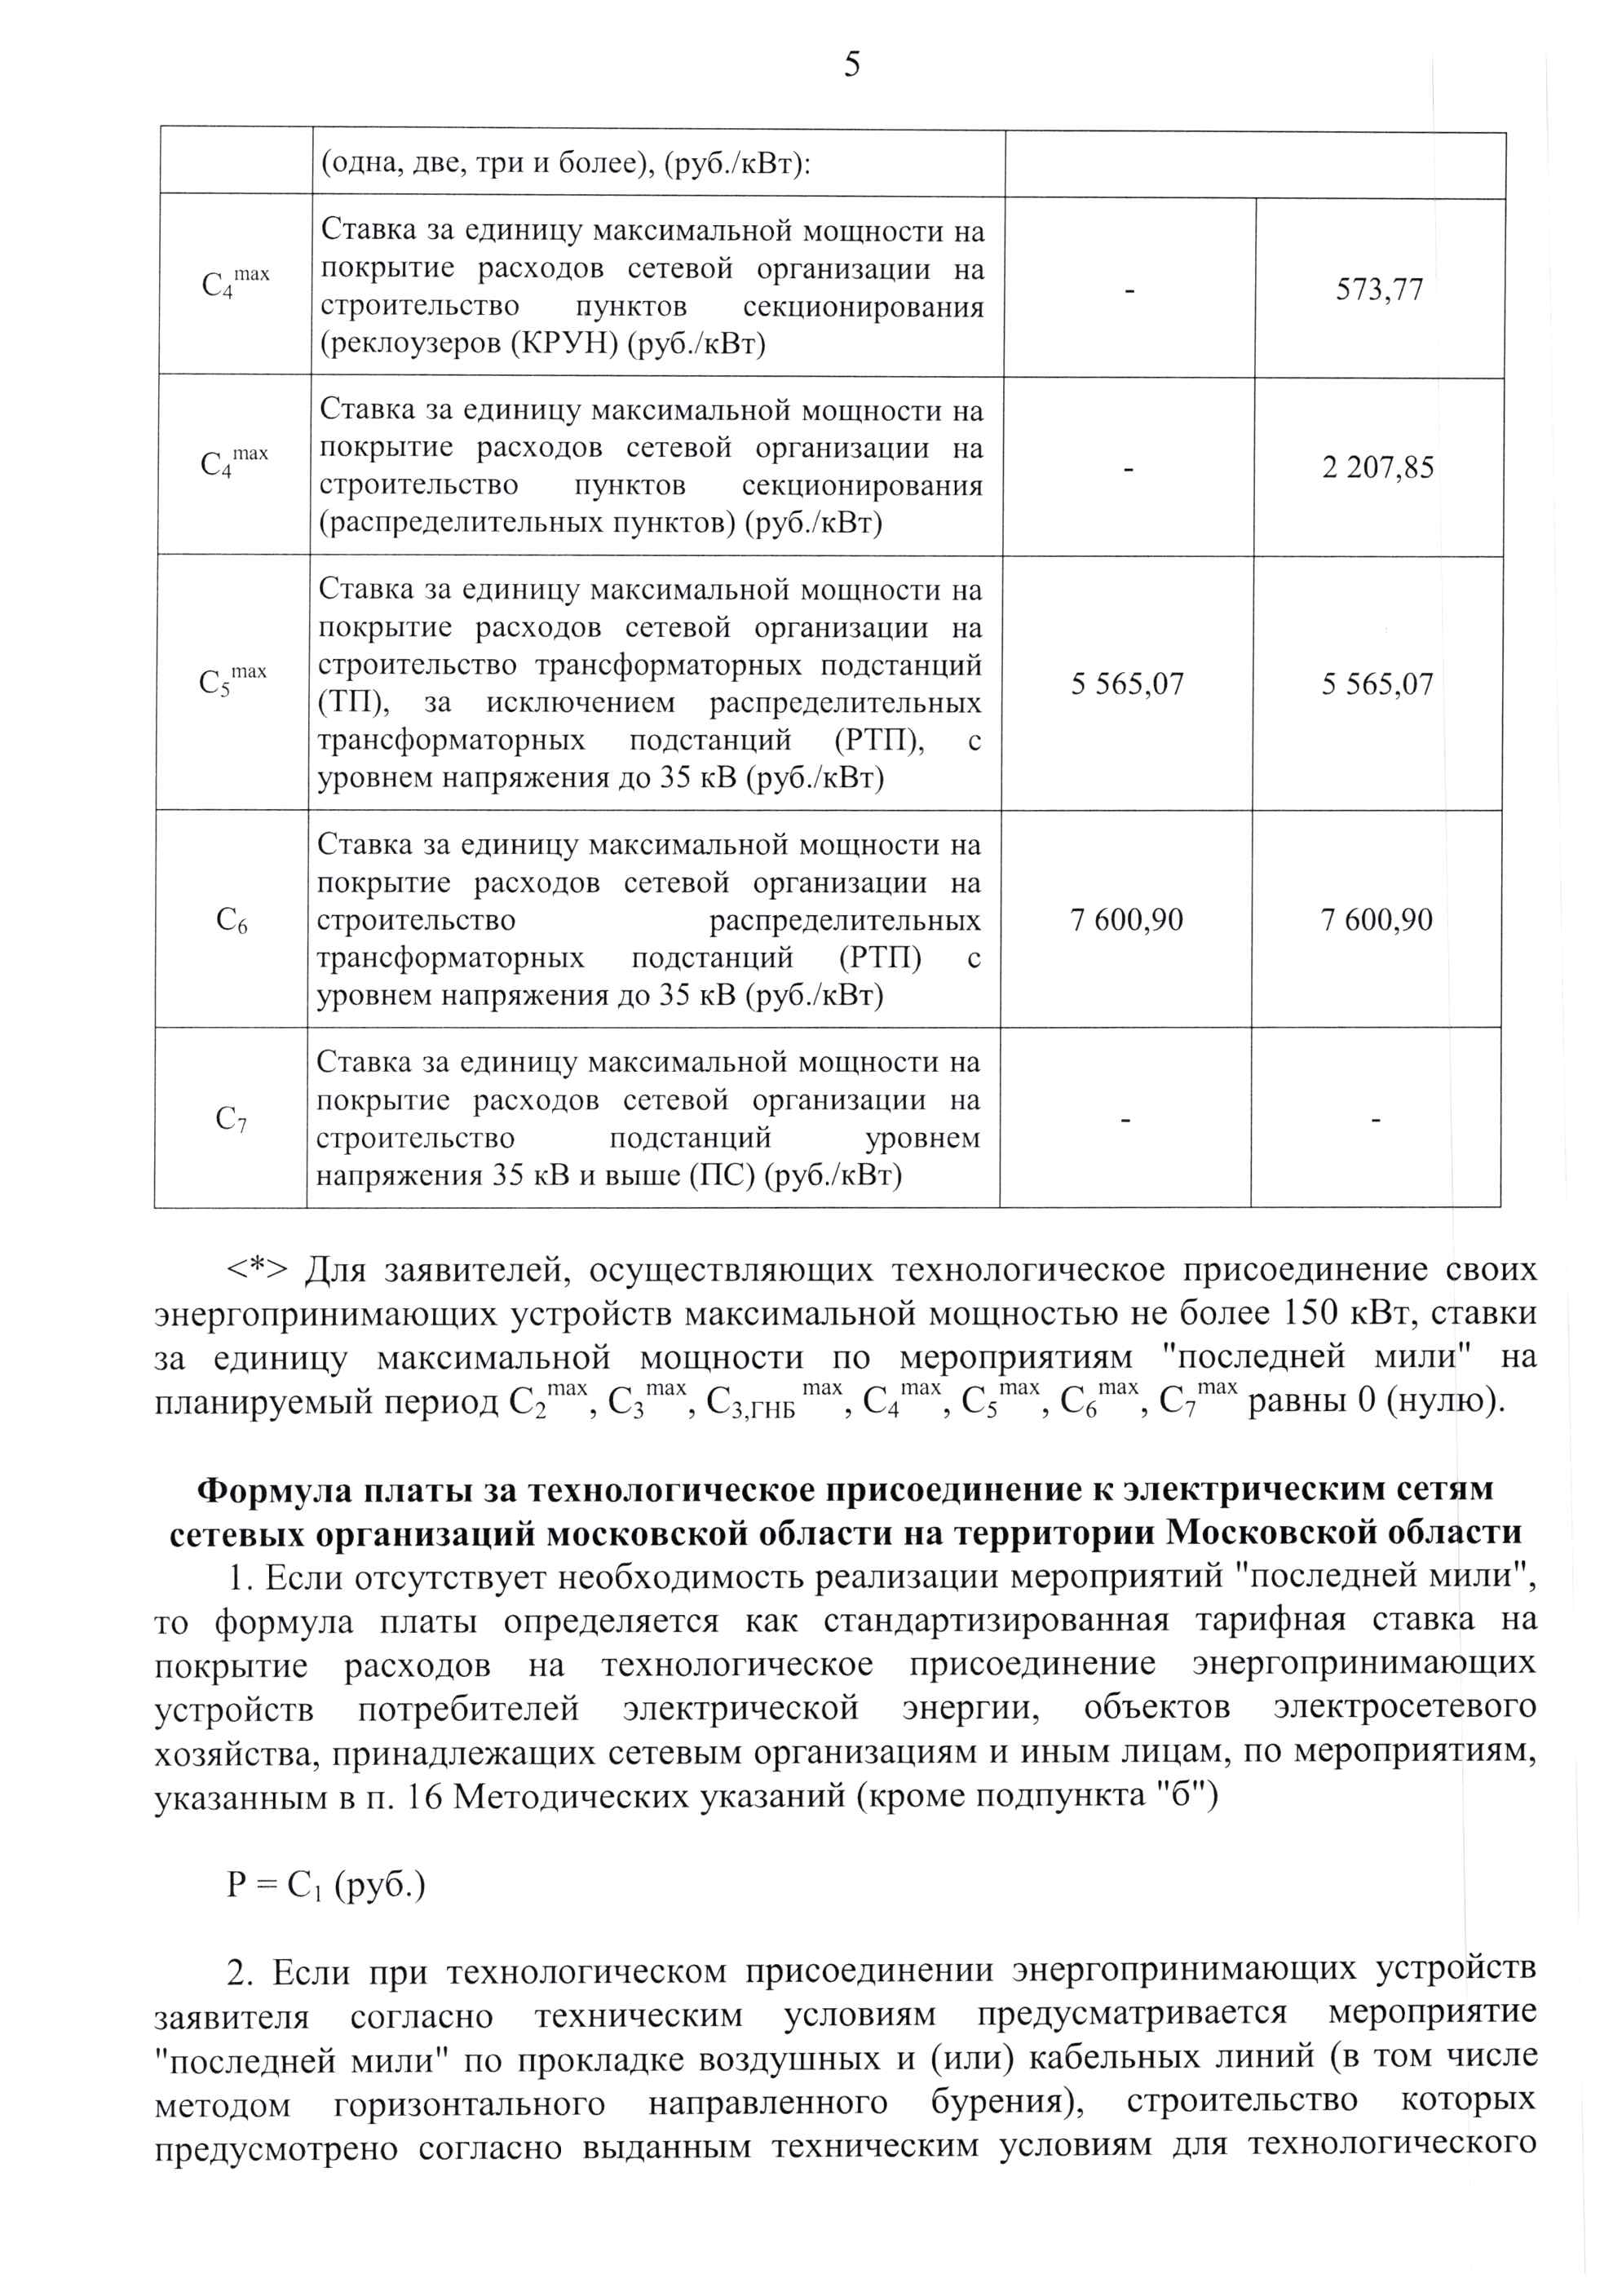 5
(одна, две, три и более), (руб./кВт):
C₄ᵐᵃˣ
Ставка за единицу максимальной мощности на
покрытие расходов сетевой организации на
строительство пунктов секционирования
(реклоузеров (КРУН) (руб./кВт)
-
573,77
C₄ᵐᵃˣ
Ставка за единицу максимальной мощности на
покрытие расходов сетевой организации на
строительство пунктов секционирования
(распределительных пунктов) (руб./кВт)
-
2 207,85
C₅ᵐᵃˣ
Ставка за единицу максимальной мощности на
покрытие расходов сетевой организации на
строительство трансформаторных подстанций
(ТП), за исключением распределительных
трансформаторных подстанций (РТП), с
уровнем напряжения до 35 кВ (руб./кВт)
5 565,07
5 565,07
C₆
Ставка за единицу максимальной мощности на
покрытие расходов сетевой организации на
строительство распределительных
трансформаторных подстанций (РТП) с
уровнем напряжения до 35 кВ (руб./кВт)
7 600,90
7 600,90
C₇
Ставка за единицу максимальной мощности на
покрытие расходов сетевой организации на
строительство подстанций уровнем
напряжения 35 кВ и выше (ПС) (руб./кВт)
-
-
<*> Для заявителей, осуществляющих технологическое присоединение своих
энергопринимающих устройств максимальной мощностью не более 150 кВт, ставки
за единицу максимальной мощности по мероприятиям "последней мили" на
планируемый период C₂ᵐᵃˣ, C₃ᵐᵃˣ, C₃,ГНБᵐᵃˣ, C₄ᵐᵃˣ, C₅ᵐᵃˣ, C₆ᵐᵃˣ, C₇ᵐᵃˣ равны 0 (нулю).
Формула платы за технологическое присоединение к электрическим сетям
сетевых организаций московской области на территории Московской области
1. Если отсутствует необходимость реализации мероприятий "последней мили",
то формула платы определяется как стандартизированная тарифная ставка на
покрытие расходов на технологическое присоединение энергопринимающих
устройств потребителей электрической энергии, объектов электросетевого
хозяйства, принадлежащих сетевым организациям и иным лицам, по мероприятиям,
указанным в п. 16 Методических указаний (кроме подпункта "б")
P = C₁ (руб.)
2. Если при технологическом присоединении энергопринимающих устройств
заявителя согласно техническим условиям предусматривается мероприятие
"последней мили" по прокладке воздушных и (или) кабельных линий (в том числе
методом горизонтального направленного бурения), строительство которых
предусмотрено согласно выданным техническим условиям для технологического